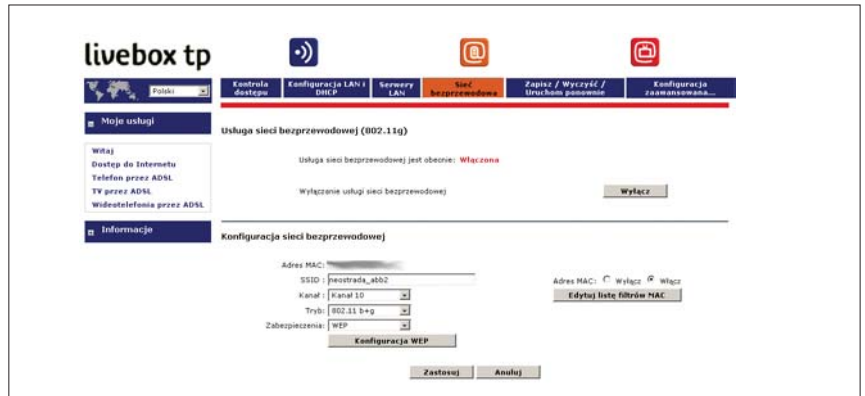 livebox tp
Polski
Kontrola dostępu
Konfiguracja LAN i DHCP
Serwery LAN
Sieć bezprzewodowa
Zapisz / Wyczyść / Uruchom ponownie
Konfiguracja zaawansowana...
Moje usługi
Witaj
Dostęp do Internetu
Telefon przez ADSL
TV przez ADSL
Wideotelefonia przez ADSL
Informacje
Usługa sieci bezprzewodowej (802.11g)
Usługa sieci bezprzewodowej jest obecnie: Włączona
Wyłączanie usługi sieci bezprzewodowej
Wyłącz
Konfiguracja sieci bezprzewodowej
Adres MAC:
SSID : neostrada_abb2
Kanał : Kanał 10
Tryb: 802.11 b+g
Zabezpieczenia: WEP
Konfiguracja WEP
Adres MAC: Wyłącz Włącz
Edytuj listę filtrów MAC
Zastosuj
Anuluj